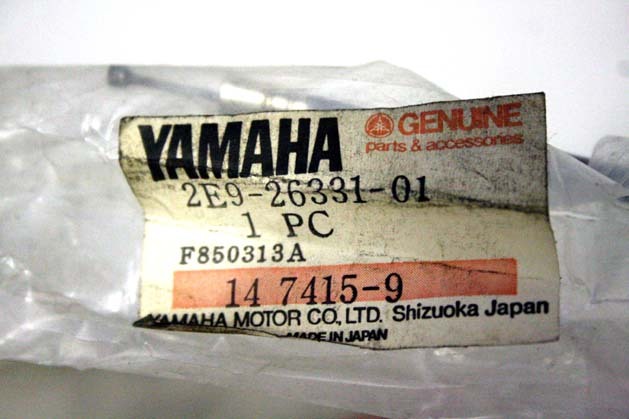 YAMAHA GENUINE
parts & accessories
2E9-26331-01
1 PC
F850313A
14 7415-9
YAMAHA MOTOR CO., LTD. Shizuoka Japan
MADE IN JAPAN